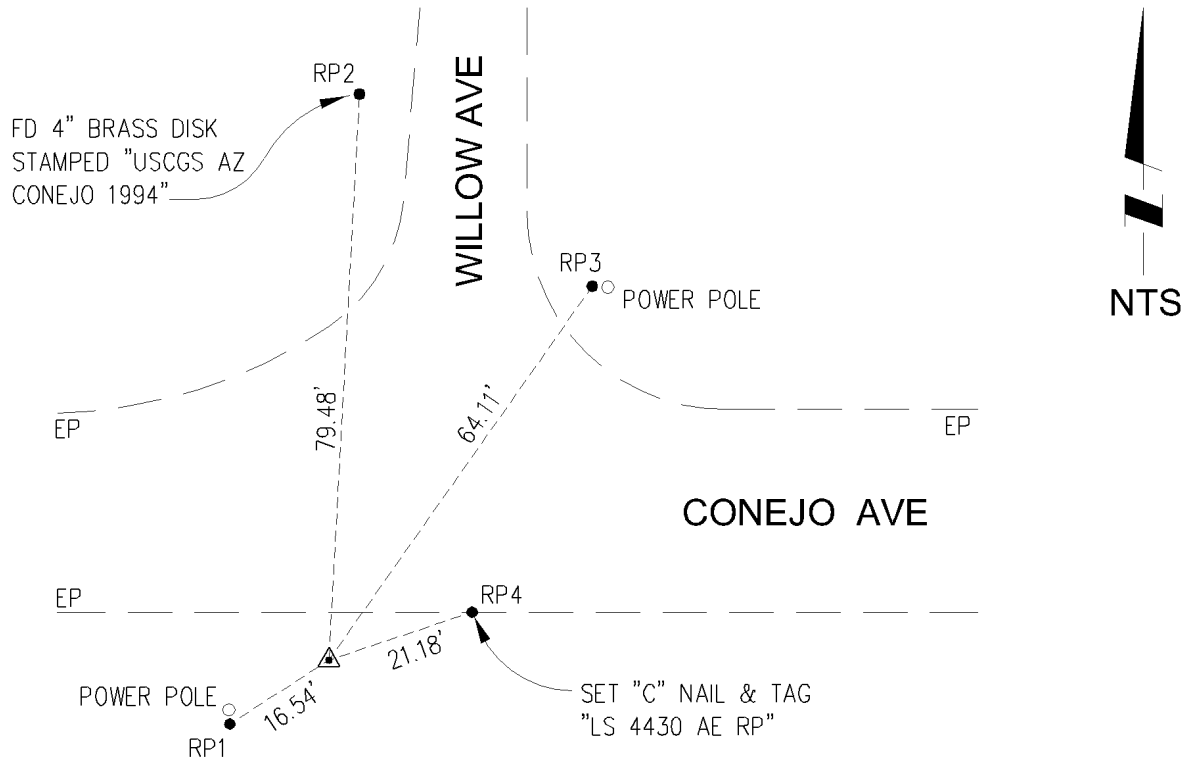 RP2
FD 4" BRASS DISK
STAMPED "USCGS AZ
CONEJO 1994"
WILLOW AVE
RP3
POWER POLE
NTS
79.48'
64.11'
EP
EP
CONEJO AVE
EP
RP4
21.18'
SET "C" NAIL & TAG
"LS 4430 AE RP"
POWER POLE
16.54'
RP1